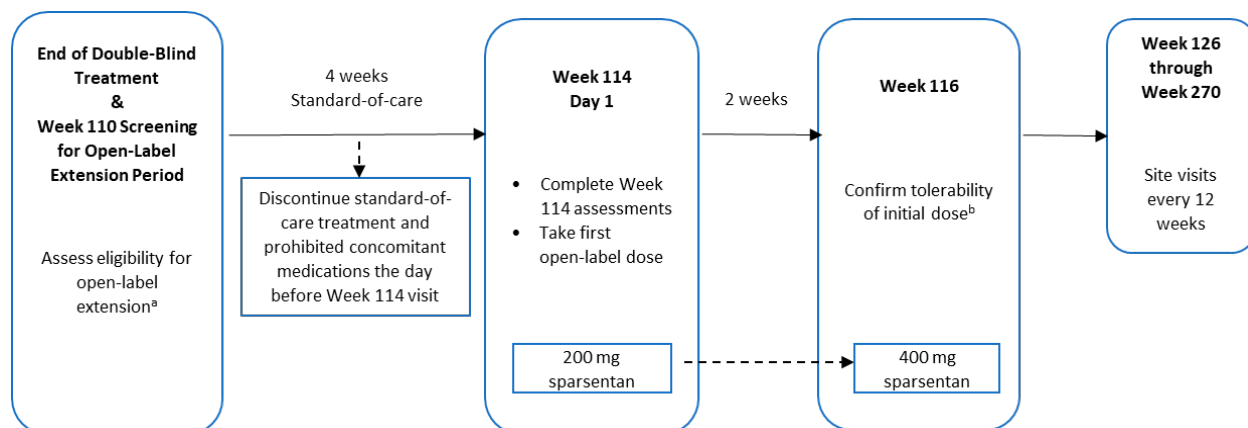 End of Double-Blind
Treatment
&
Week 110 Screening
for Open-Label
Extension Period
Assess eligibility for
open-label
extensionᵃ
4 weeks
Standard-of-care
Discontinue standard-of-
care treatment and
prohibited concomitant
medications the day
before Week 114 visit
Week 114
Day 1
• Complete Week
114 assessments
• Take first
open-label dose
200 mg
sparsentan
2 weeks
Week 116
Confirm tolerability
of initial doseᵇ
400 mg
sparsentan
Week 126
through
Week 270
Site visits
every 12
weeks